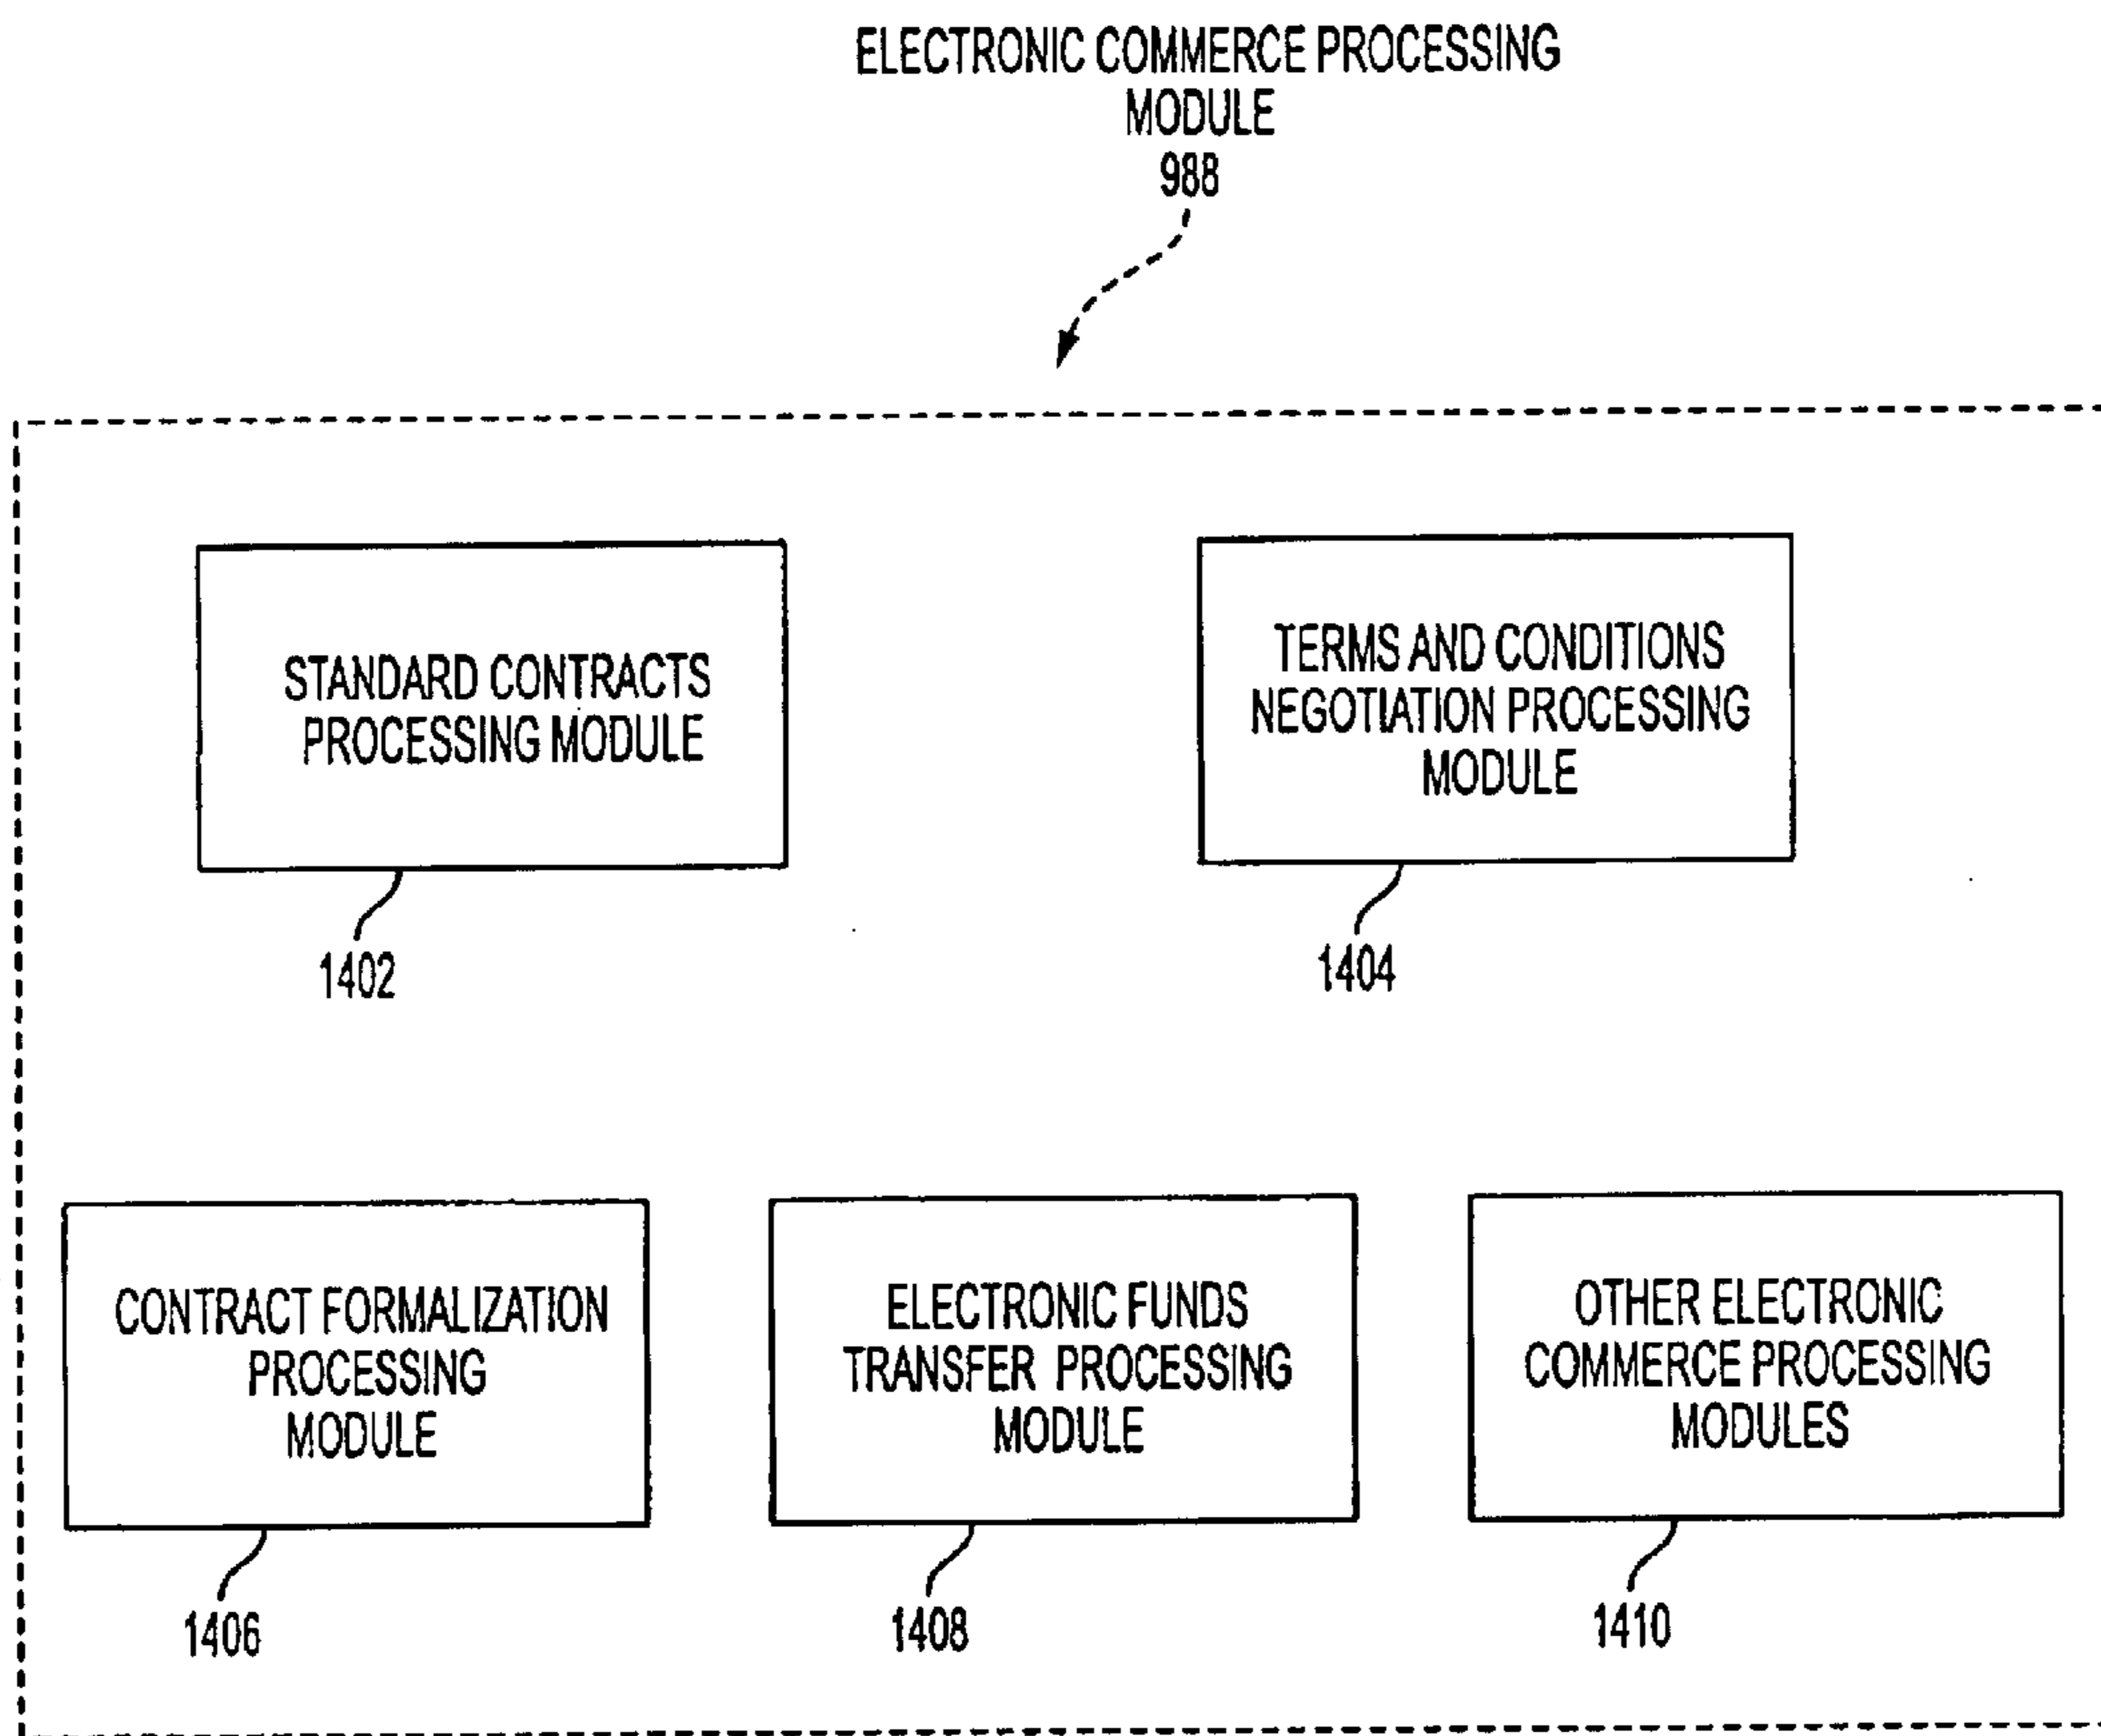 ELECTRONIC COMMERCE PROCESSING
MODULE
988
STANDARD CONTRACTS
PROCESSING MODULE
1402
TERMS AND CONDITIONS
NEGOTIATION PROCESSING
MODULE
1404
CONTRACT FORMALIZATION
PROCESSING
MODULE
1406
ELECTRONIC FUNDS
TRANSFER PROCESSING
MODULE
1408
OTHER ELECTRONIC
COMMERCE PROCESSING
MODULES
1410